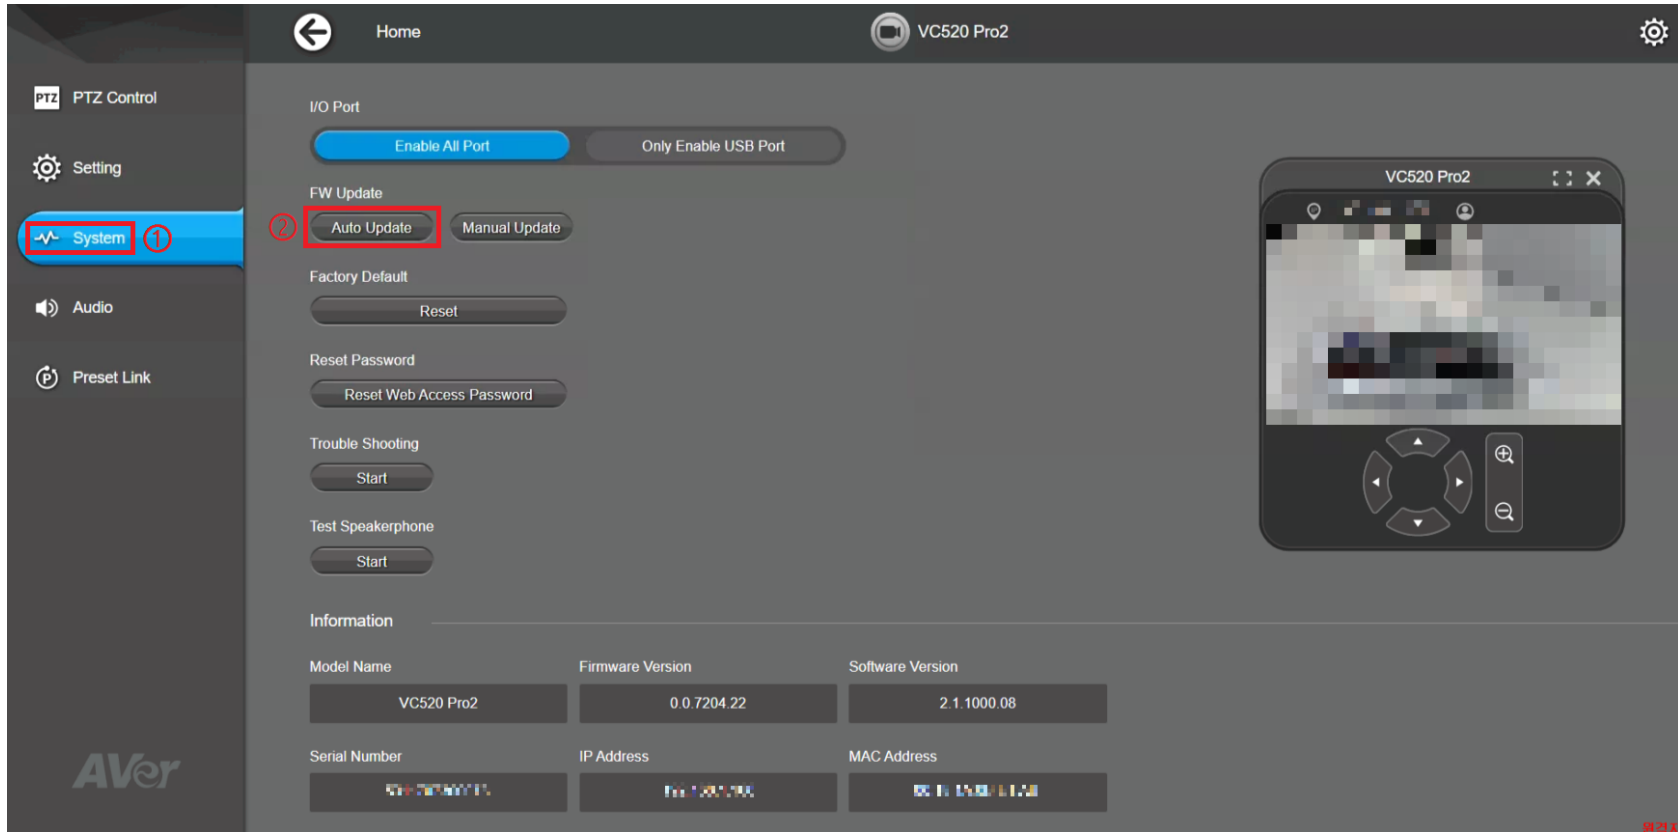 Home
VC520 Pro2
PTZ PTZ Control
Setting
System ①
Audio
P Preset Link
AVer
I/O Port
Enable All Port Only Enable USB Port
FW Update
② Auto Update Manual Update
Factory Default
Reset
Reset Password
Reset Web Access Password
Trouble Shooting
Start
Test Speakerphone
Start
VC520 Pro2
Information
Model Name Firmware Version Software Version
VC520 Pro2 0.0.7204.22 2.1.1000.08
Serial Number IP Address MAC Address